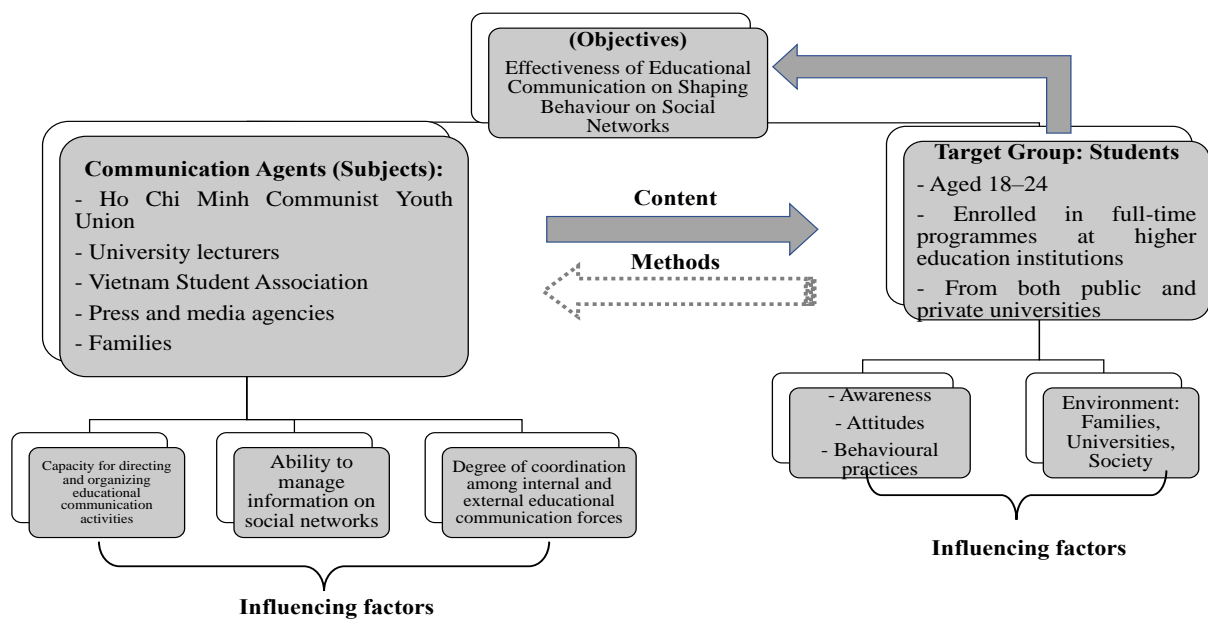 (Objectives)
Effectiveness of Educational
Communication on Shaping
Behaviour on Social
Networks
Communication Agents (Subjects):
- Ho Chi Minh Communist Youth
Union
- University lecturers
- Vietnam Student Association
- Press and media agencies
- Families
Content
Methods
Target Group: Students
- Aged 18–24
- Enrolled in full-time
programmes at higher
education institutions
- From both public and
private universities
Capacity for directing
and organizing
educational
communication
activities
Ability to
manage
information on
social networks
Degree of coordination
among internal and
external educational
communication forces
Influencing factors
- Awareness
- Attitudes
- Behavioural
practices
Environment:
Families,
Universities,
Society
Influencing factors